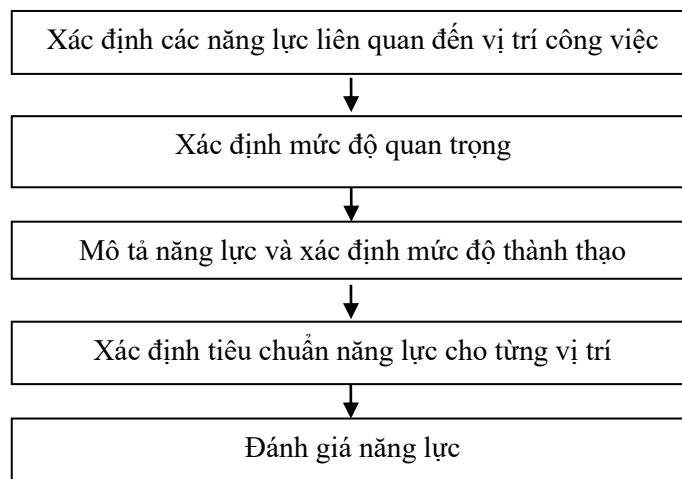 Xác định các năng lực liên quan đến vị trí công việc
Xác định mức độ quan trọng
Mô tả năng lực và xác định mức độ thành thạo
Xác định tiêu chuẩn năng lực cho từng vị trí
Đánh giá năng lực